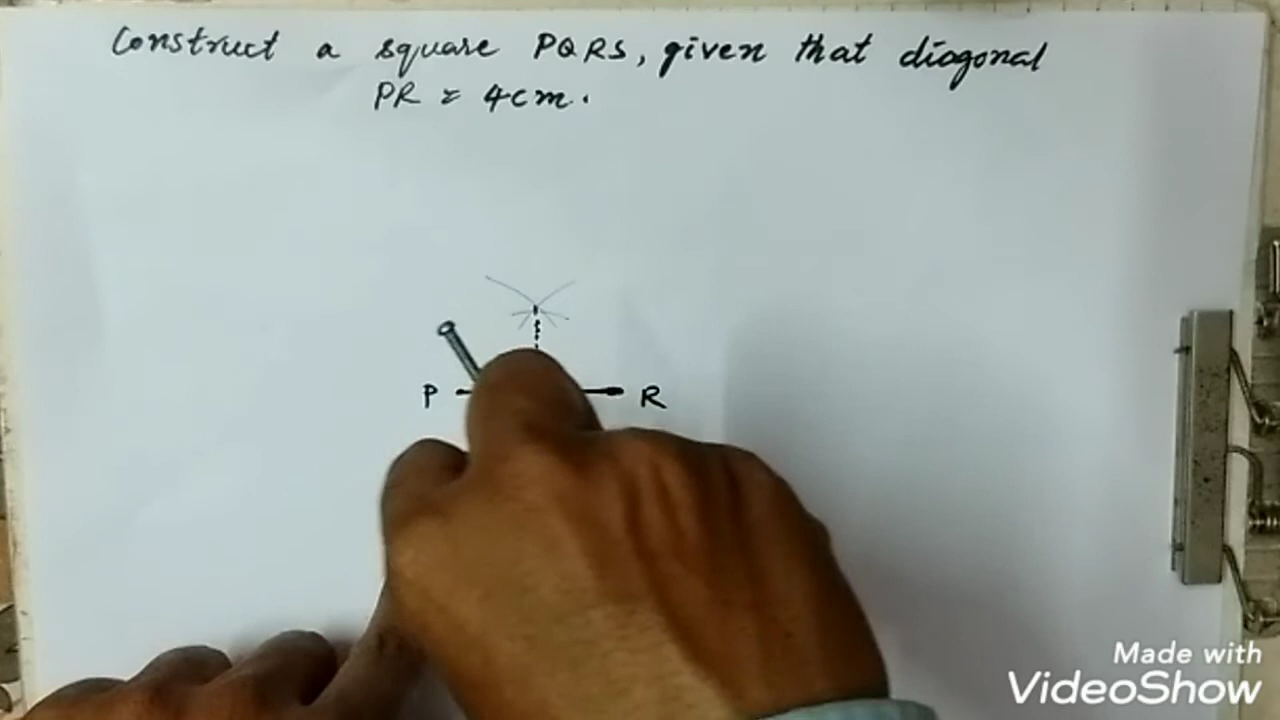 Construct a square PQRS, given that diagonal
PR = 4cm.
P R
Made with
VideoShow